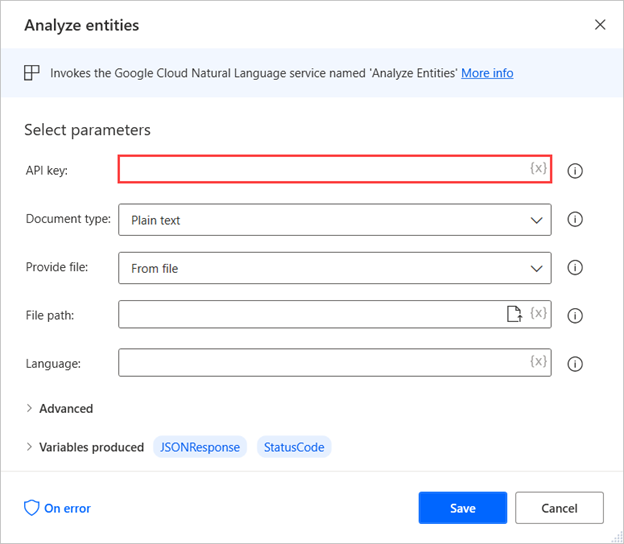 Analyze entities
Invokes the Google Cloud Natural Language service named 'Analyze Entities' More info
Select parameters
API key: {x}
Document type: Plain text
Provide file: From file
File path: {x}
Language: {x}
Advanced
Variables produced JSONResponse StatusCode
On error Save Cancel